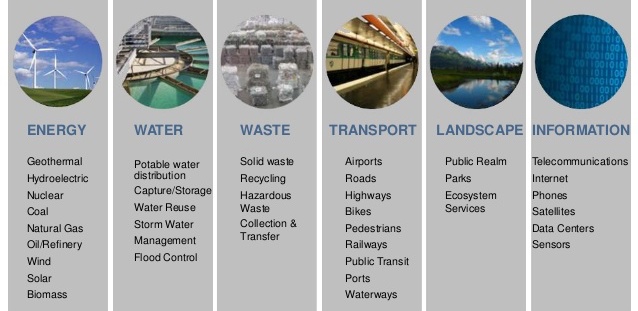 ENERGY
Geothermal
Hydroelectric
Nuclear
Coal
Natural Gas
Oil/Refinery
Wind
Solar
Biomass
WATER
Potable water
distribution
Capture/Storage
Water Reuse
Storm Water
Management
Flood Control
WASTE
Solid waste
Recycling
Hazardous
Waste
Collection &
Transfer
TRANSPORT
Airports
Roads
Highways
Bikes
Pedestrians
Railways
Public Transit
Ports
Waterways
LANDSCAPE
Public Realm
Parks
Ecosystem
Services
INFORMATION
Telecommunications
Internet
Phones
Satellites
Data Centers
Sensors